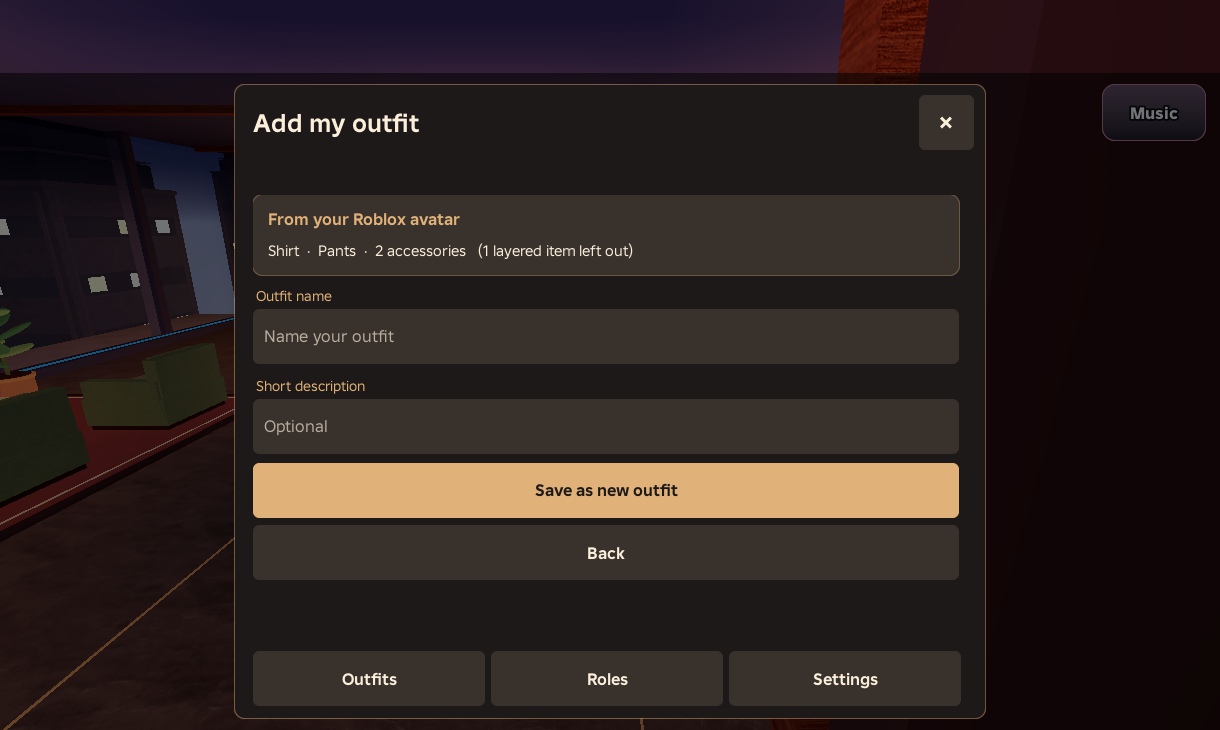 Add my outfit
×
Music
From your Roblox avatar
Shirt · Pants · 2 accessories (1 layered item left out)
Outfit name
Name your outfit
Short description
Optional
Save as new outfit
Back
Outfits Roles Settings